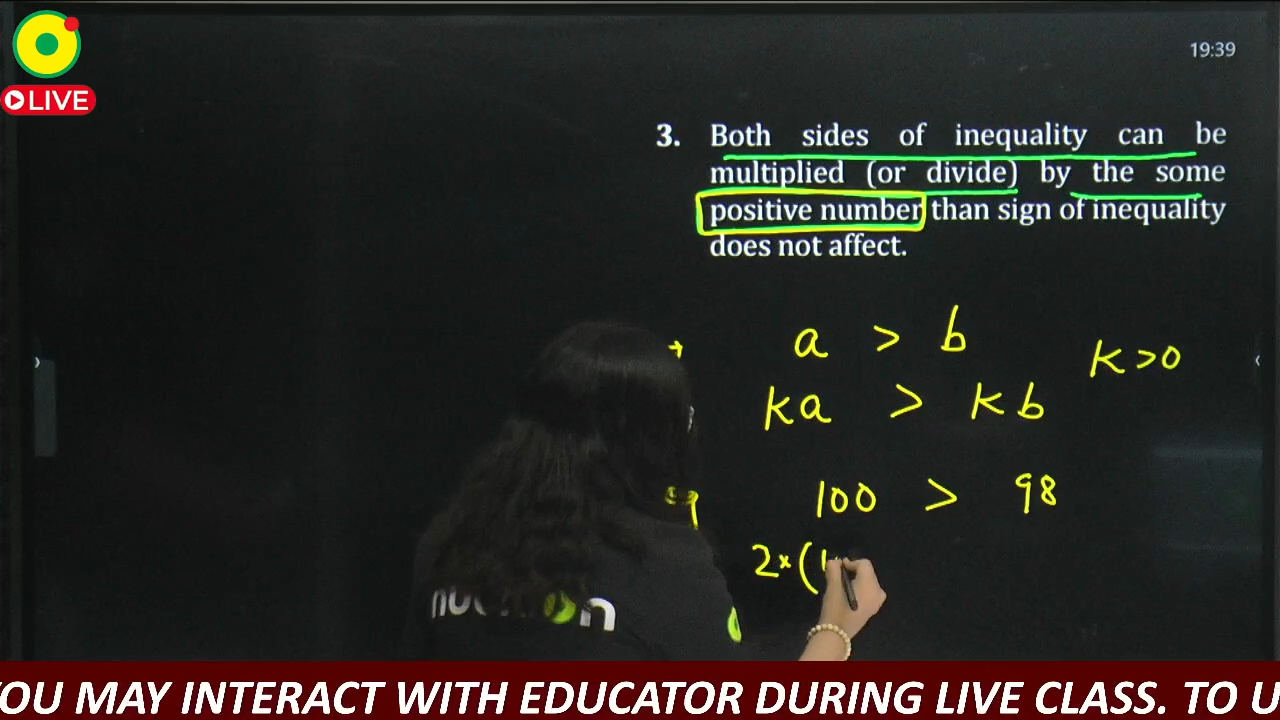 19:39
LIVE
3. Both sides of inequality can be
multiplied (or divide) by the some
positive number than sign of inequality
does not affect.
a > b
K>0
Ka > Kb
100 > 98
2×(1
YOU MAY INTERACT WITH EDUCATOR DURING LIVE CLASS. TO U